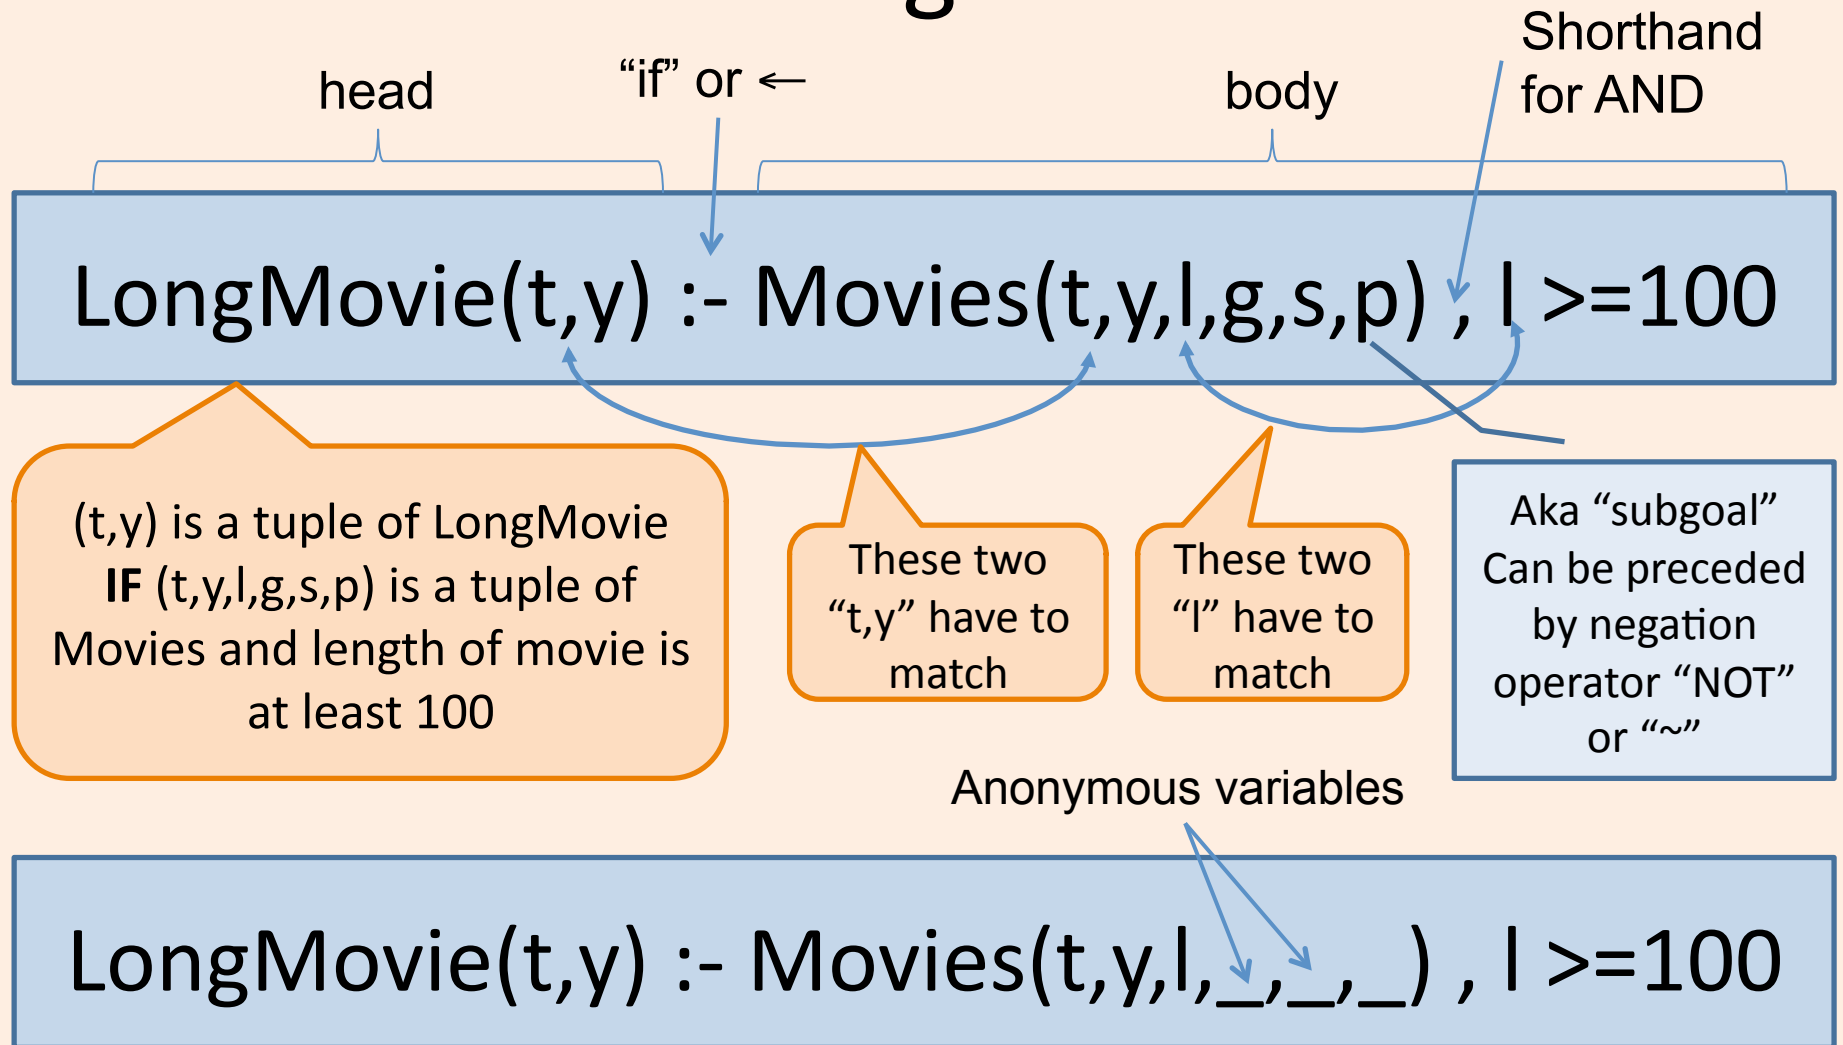 head
“if” or ←
body
Shorthand
for AND
LongMovie(t,y) :- Movies(t,y,l,g,s,p) , l >=100
(t,y) is a tuple of LongMovie
IF (t,y,l,g,s,p) is a tuple of
Movies and length of movie is
at least 100
These two
“t,y” have to
match
These two
“l” have to
match
Aka “subgoal”
Can be preceded
by negation
operator “NOT”
or “~”
Anonymous variables
LongMovie(t,y) :- Movies(t,y,l,_,_,_) , l >=100